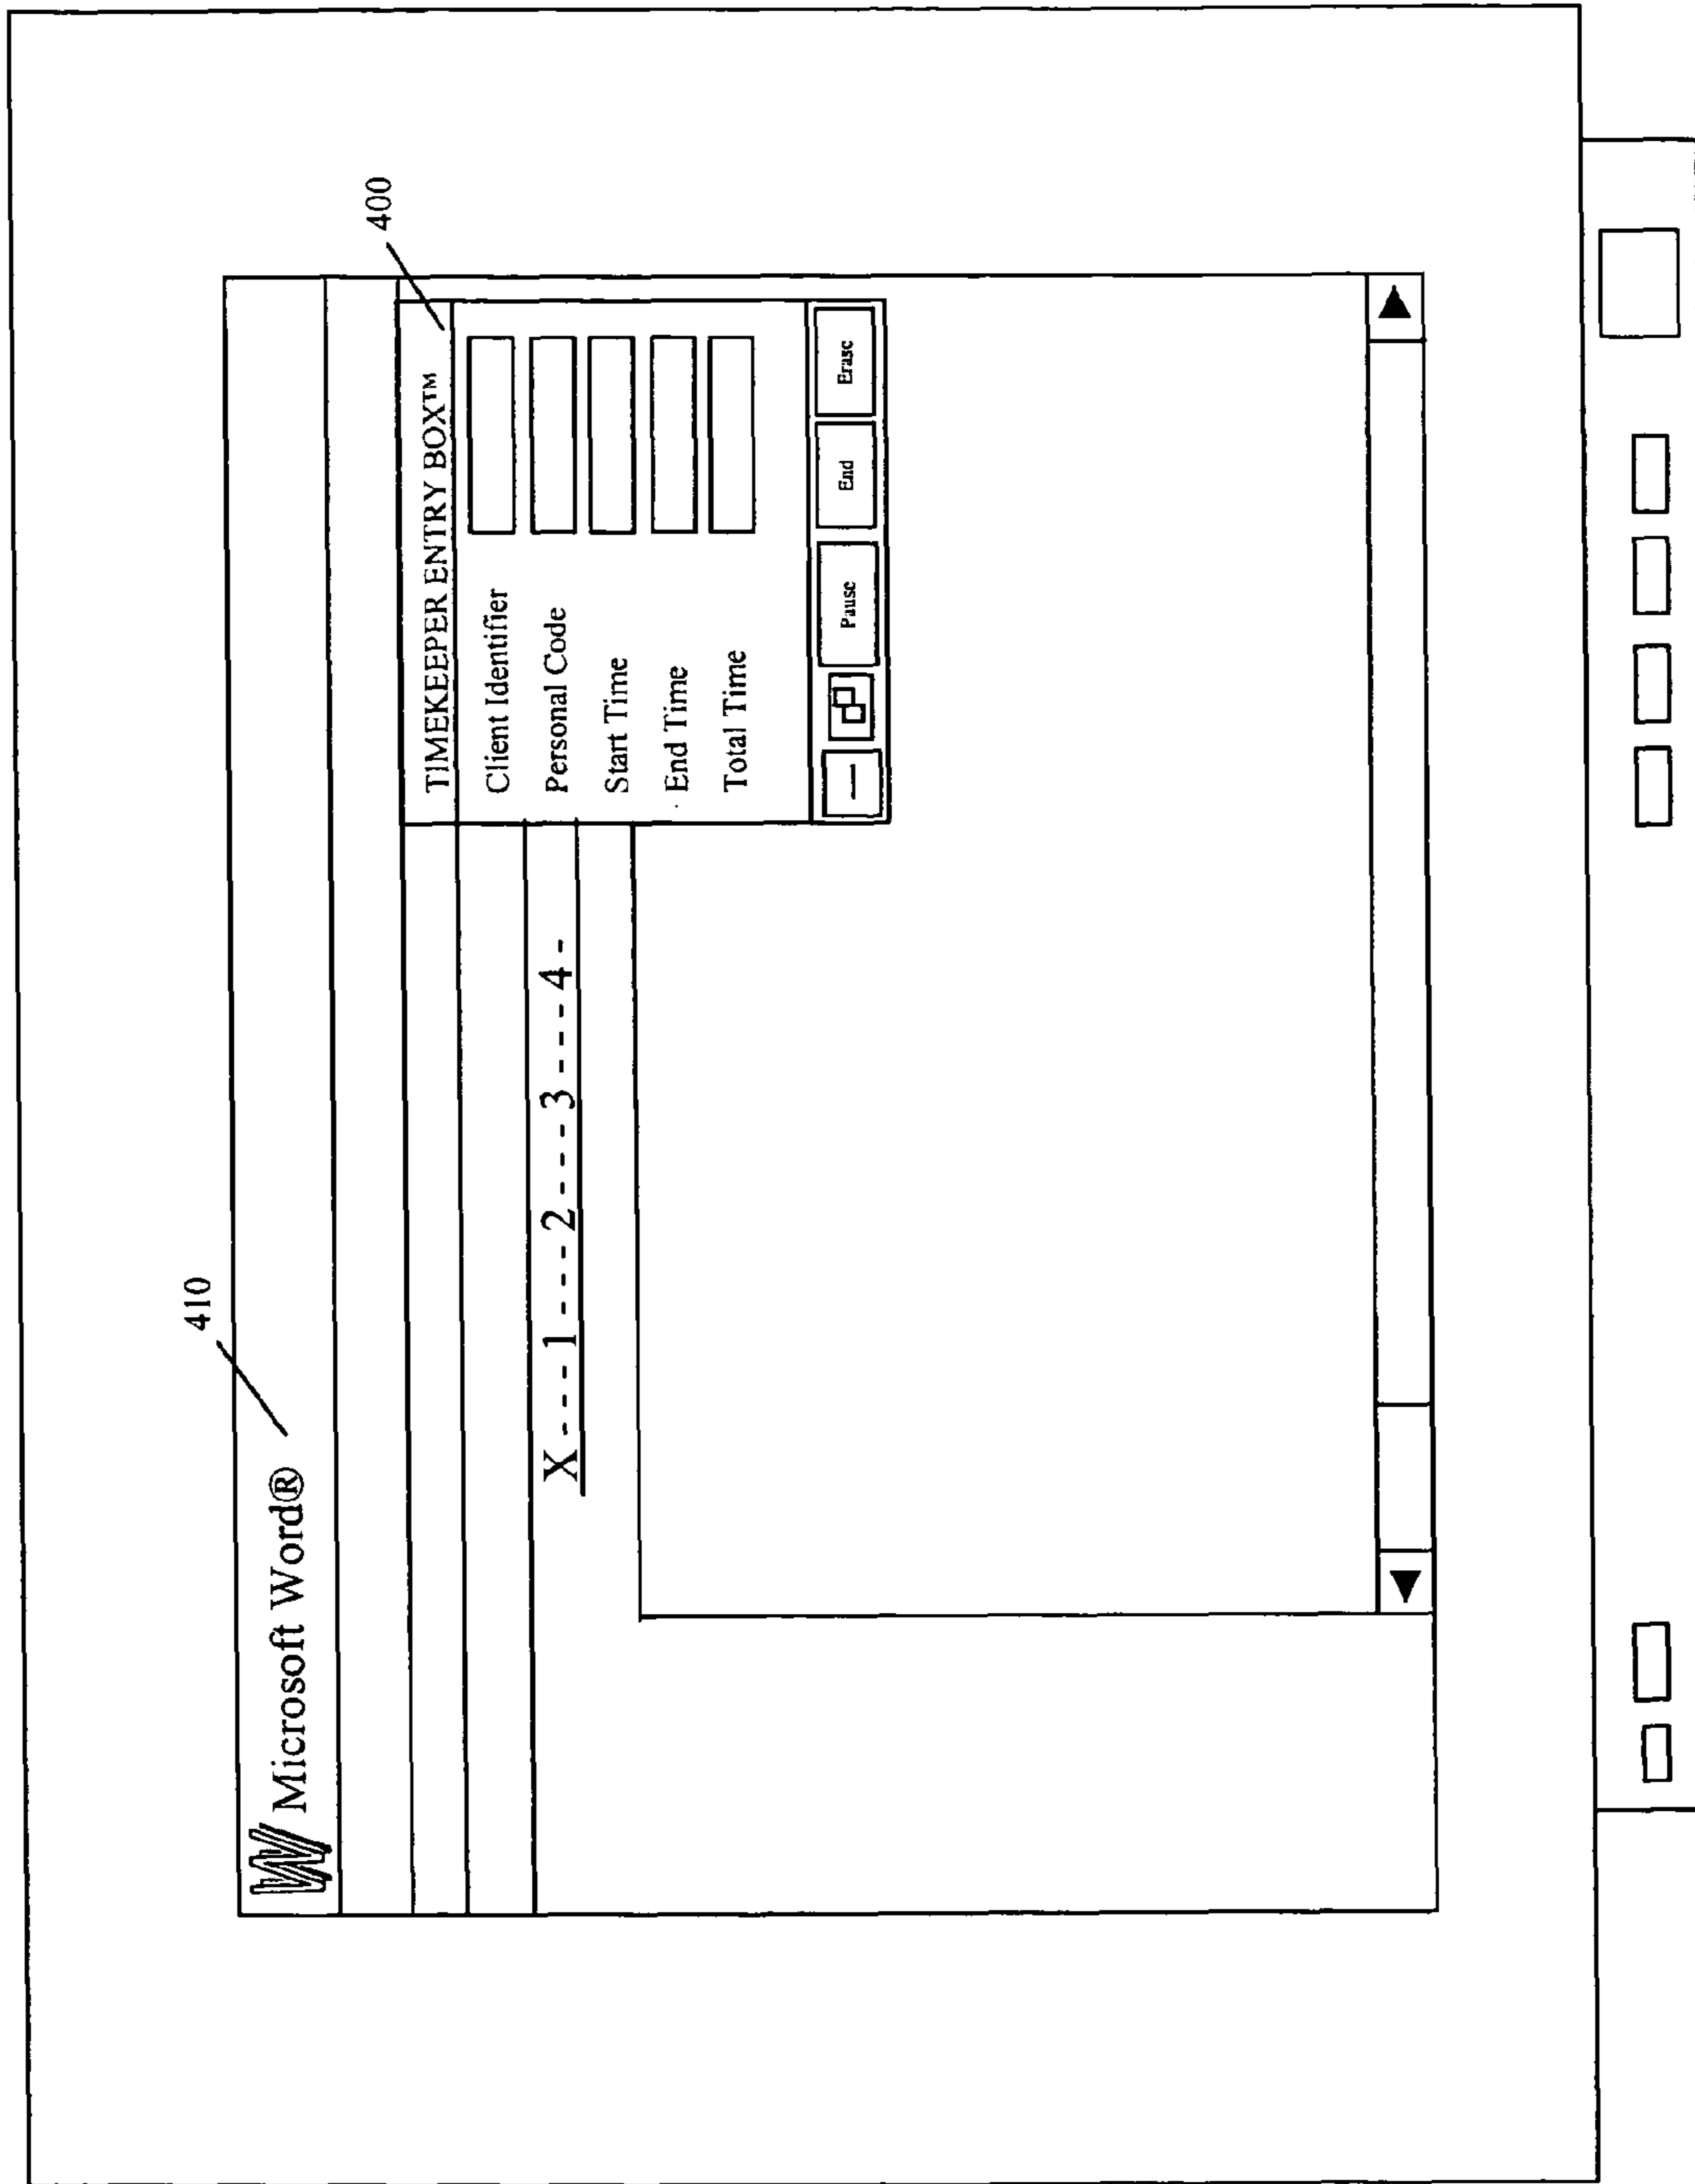 410
W Microsoft Word®
400
TIMEKEEPER ENTRY BOX™
Client Identifier
Personal Code
X - - - 1 - - - - 2 - - - - 3 - - - - 4 -
Start Time
End Time
Total Time
Pause End Erase